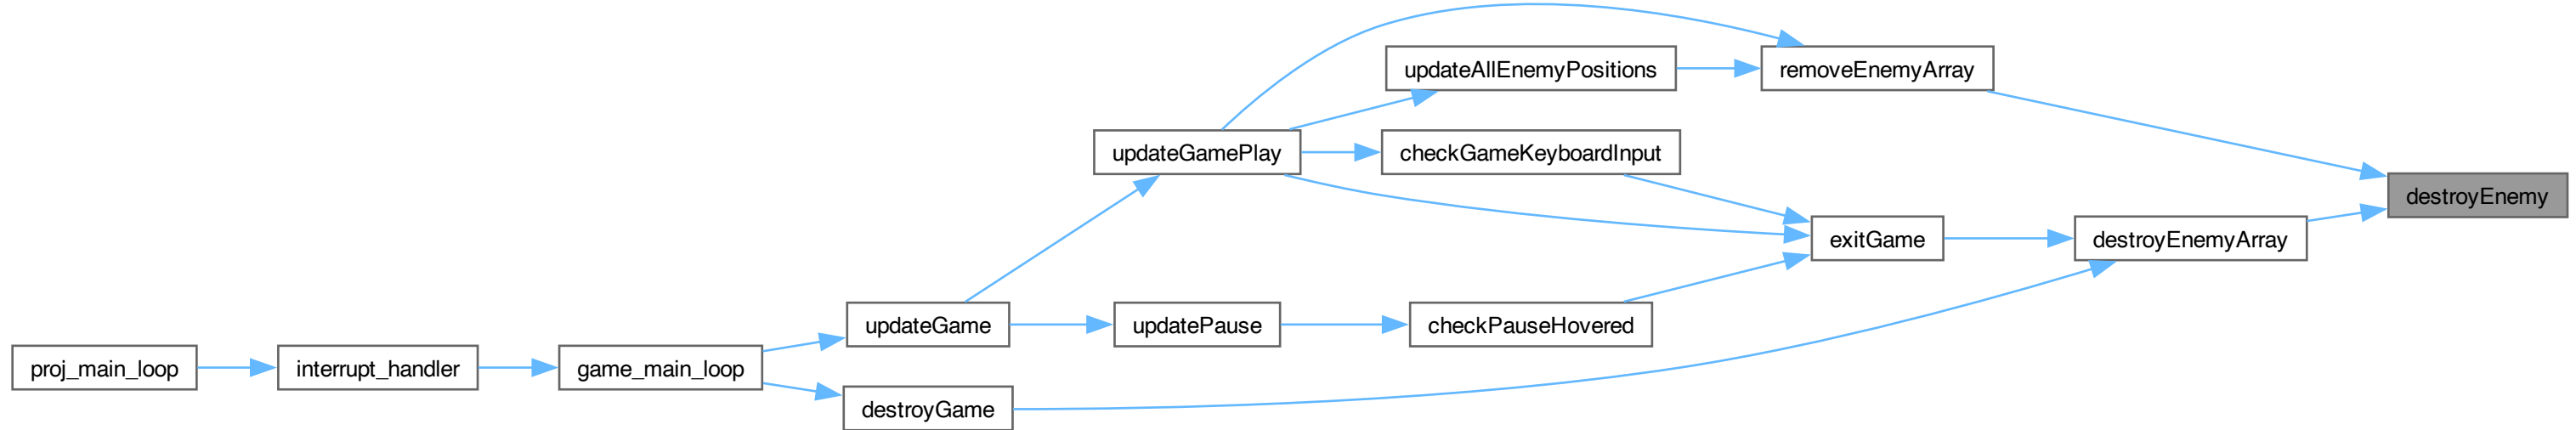 updateAllEnemyPositions
removeEnemyArray
updateGamePlay
checkGameKeyboardInput
destroyEnemy
exitGame
destroyEnemyArray
updateGame
updatePause
checkPauseHovered
proj_main_loop
interrupt_handler
game_main_loop
destroyGame